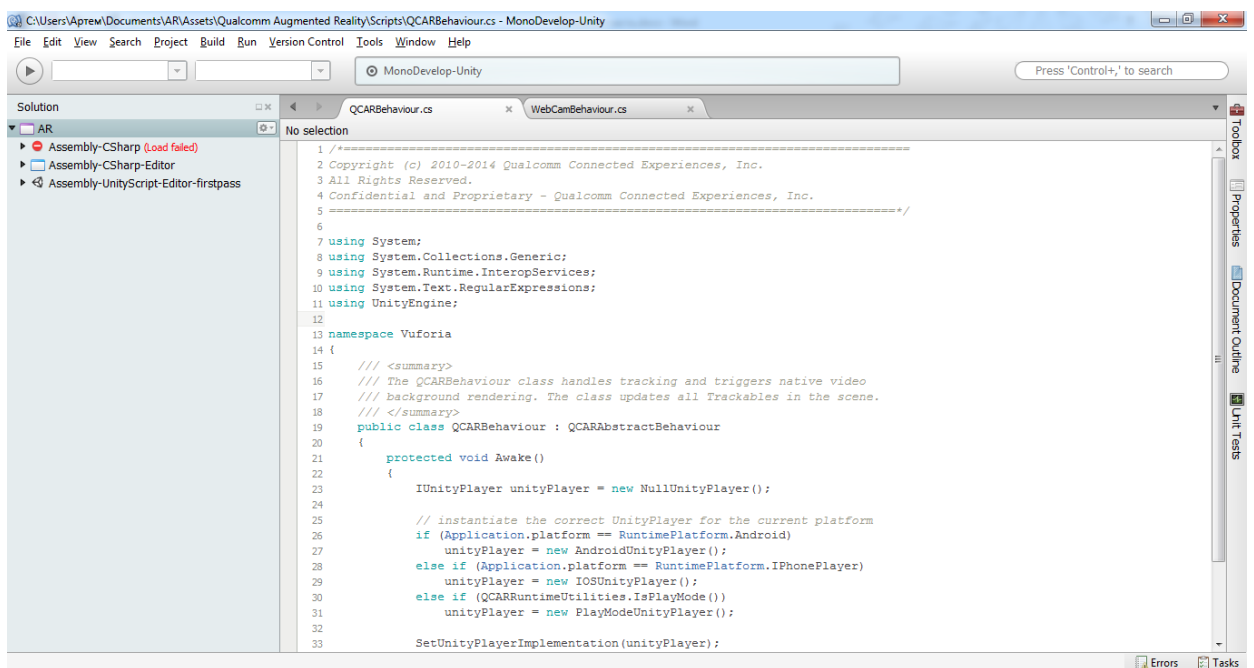 C:\Users\Артем\Documents\AR\Assets\Qualcomm Augmented Reality\Scripts\QCARBehaviour.cs - MonoDevelop-Unity
File Edit View Search Project Build Run Version Control Tools Window Help
MonoDevelop-Unity
Press 'Control+,' to search
Solution
AR
Assembly-CSharp (Load failed)
Assembly-CSharp-Editor
Assembly-UnityScript-Editor-firstpass
QCARBehaviour.cs
WebCamBehaviour.cs
No selection
1 /*==============================================================================
2 Copyright (c) 2010-2014 Qualcomm Connected Experiences, Inc.
3 All Rights Reserved.
4 Confidential and Proprietary - Qualcomm Connected Experiences, Inc.
5 ==============================================================================*/
6
7 using System;
8 using System.Collections.Generic;
9 using System.Runtime.InteropServices;
10 using System.Text.RegularExpressions;
11 using UnityEngine;
12
13 namespace Vuforia
14 {
15     /// <summary>
16     /// The QCARBehaviour class handles tracking and triggers native video
17     /// background rendering. The class updates all Trackables in the scene.
18     /// </summary>
19     public class QCARBehaviour : QCARAbstractBehaviour
20     {
21         protected void Awake()
22         {
23             IUnityPlayer unityPlayer = new NullUnityPlayer();
24
25             // instantiate the correct UnityPlayer for the current platform
26             if (Application.platform == RuntimePlatform.Android)
27                 unityPlayer = new AndroidUnityPlayer();
28             else if (Application.platform == RuntimePlatform.IPhonePlayer)
29                 unityPlayer = new IOSUnityPlayer();
30             else if (QCARRuntimeUtilities.IsPlayMode())
31                 unityPlayer = new PlayModeUnityPlayer();
32
33             SetUnityPlayerImplementation(unityPlayer);
Toolbox
Properties
Document Outline
Unit Tests
Errors
Tasks